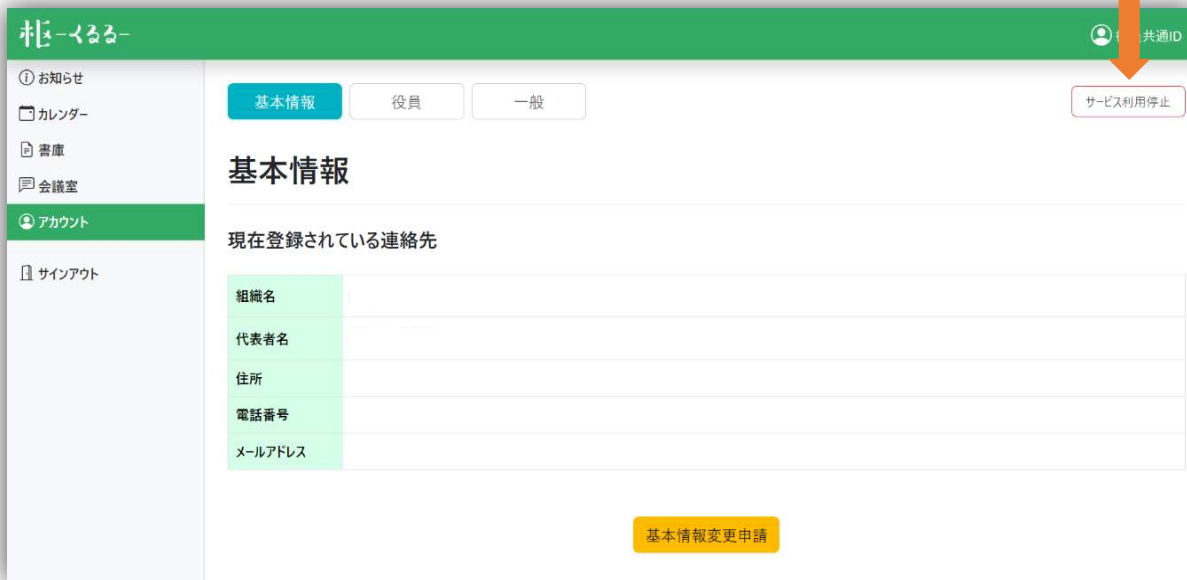 枢-くるる-
共通ID
お知らせ
カレンダー
書庫
会議室
アカウント
サインアウト
基本情報
役員
一般
サービス利用停止
基本情報
現在登録されている連絡先
組織名
代表者名
住所
電話番号
メールアドレス
基本情報変更申請